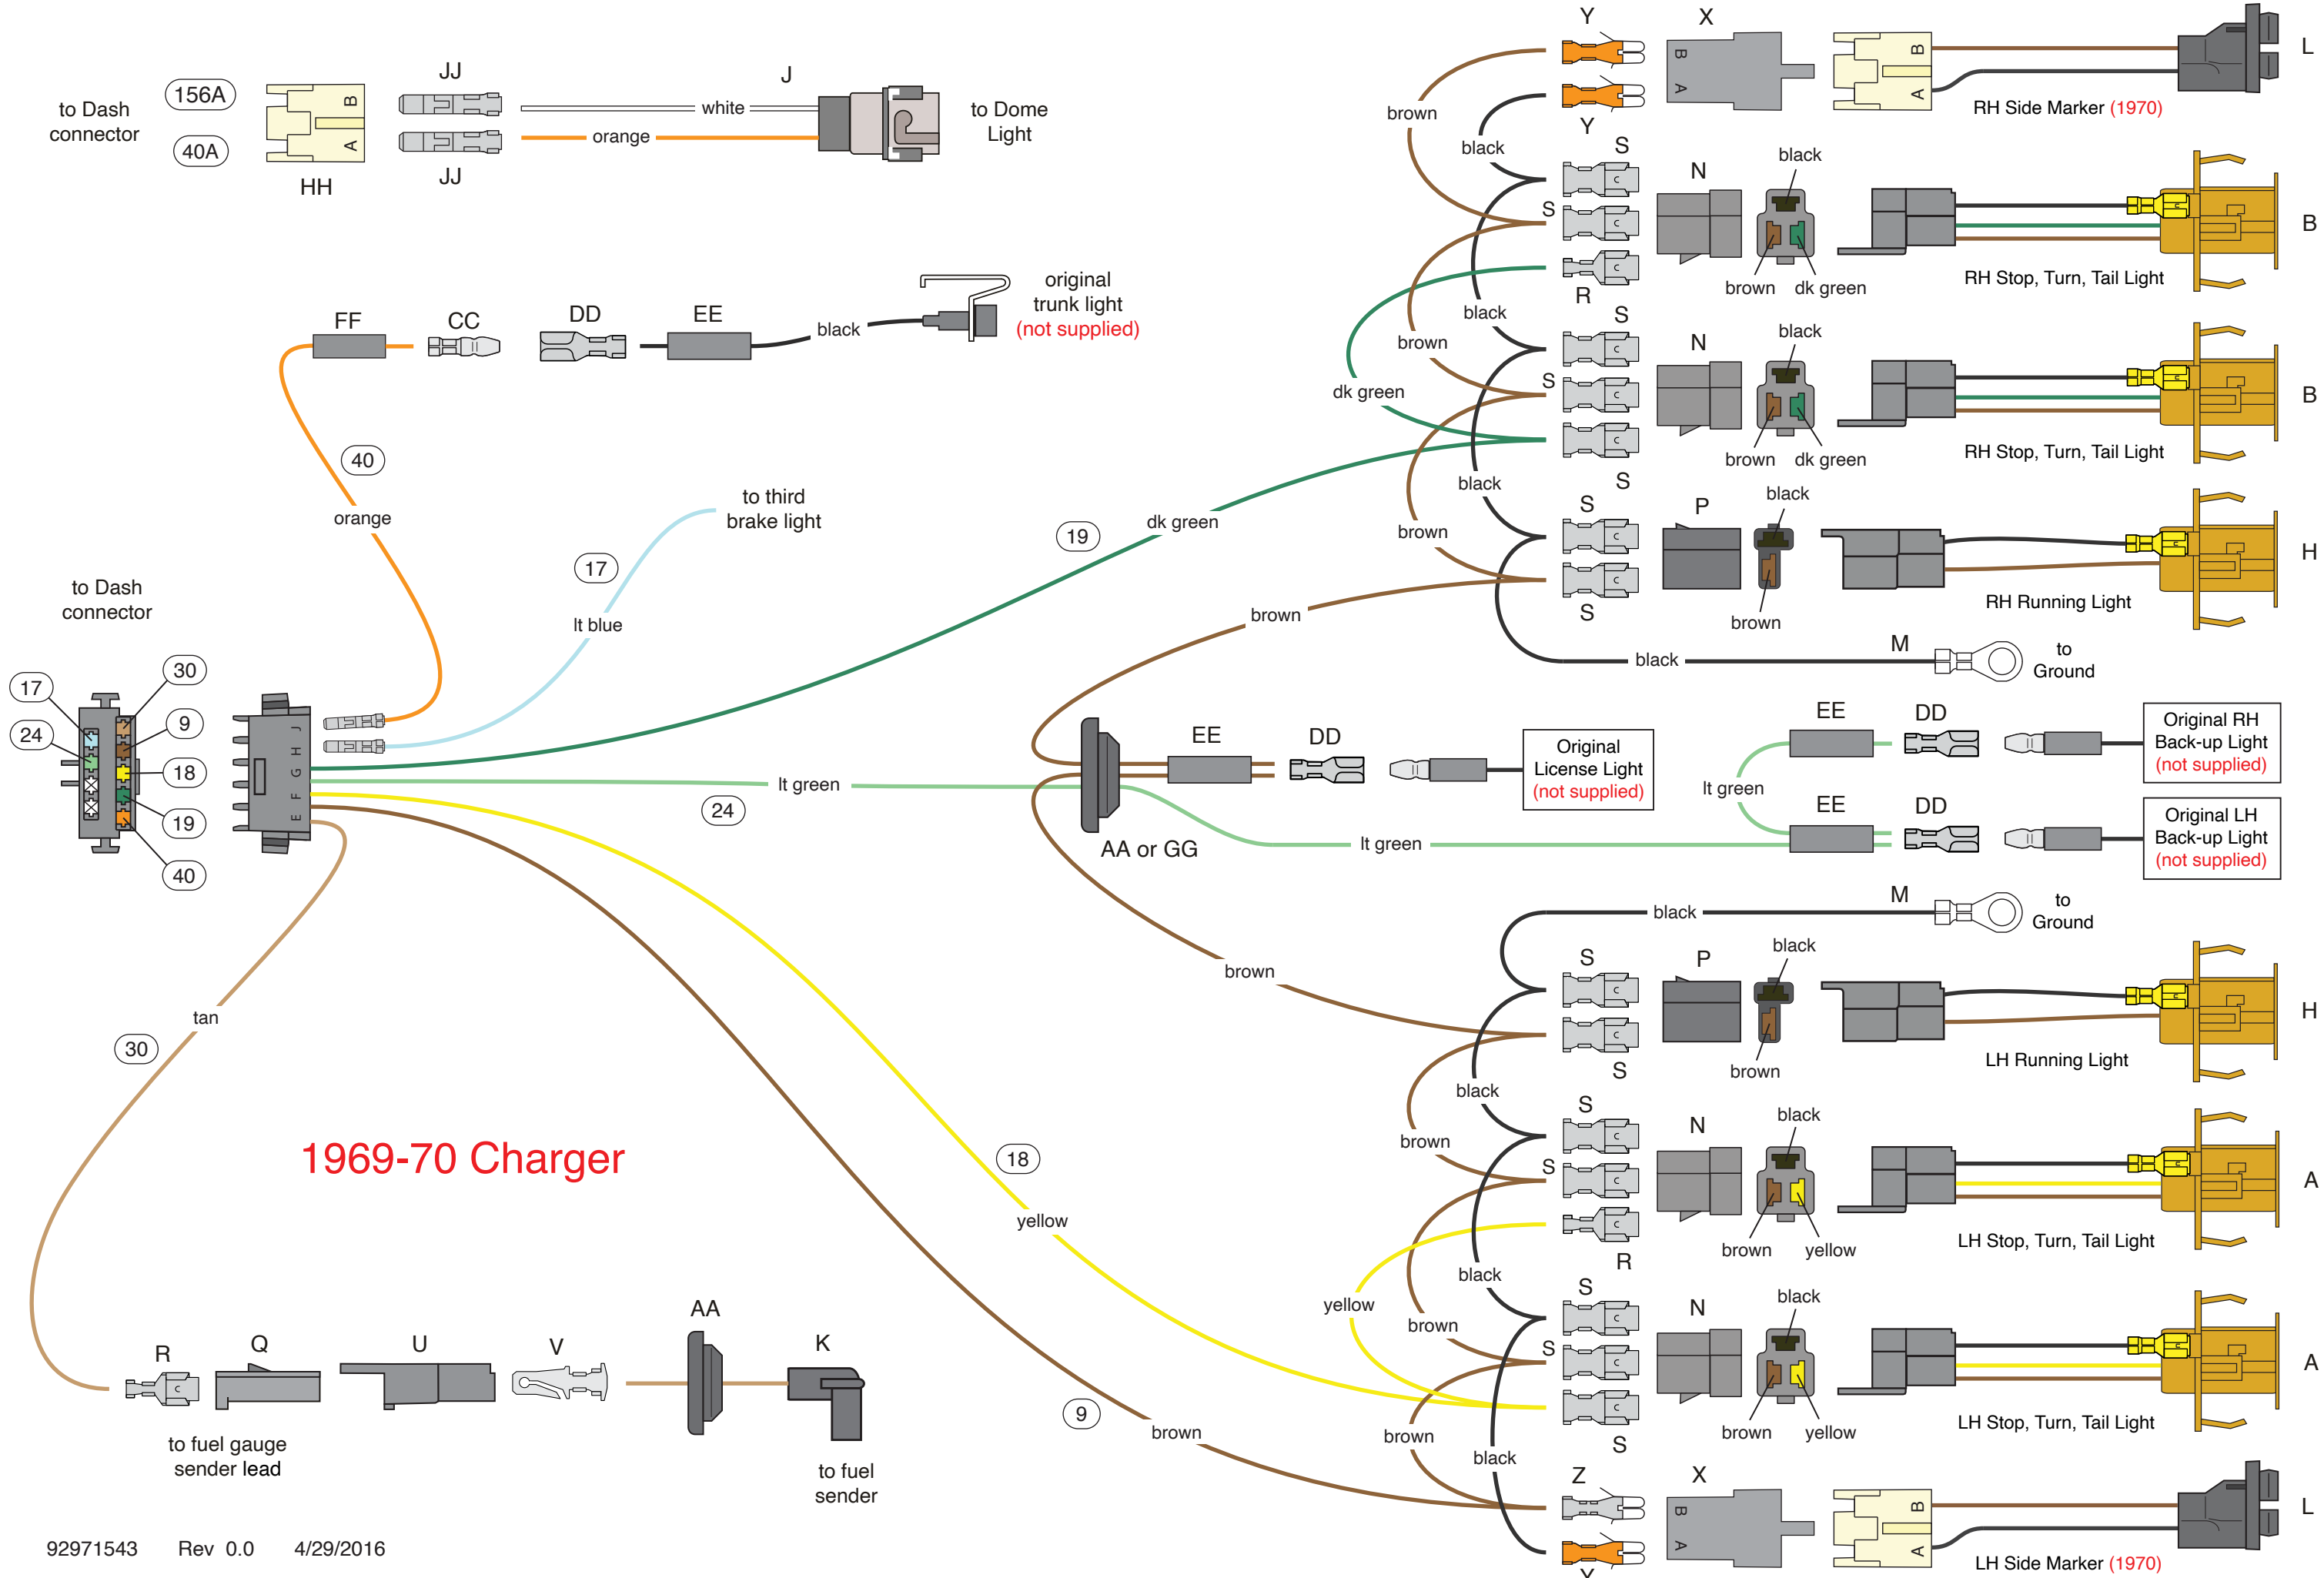 to Dash
connector
156A
40A
B
A
HH
JJ
JJ
white
orange
J
to Dome
Light
FF
CC
DD
EE
black
original
trunk light
(not supplied)
40
orange
to third
brake light
17
lt blue
19
dk green
to Dash
connector
17
24
30
9
18
19
40
J
H
G
F
E
lt green
24
AA or GG
EE
DD
Original
License Light
(not supplied)
lt green
lt green
EE
DD
Original RH
Back-up Light
(not supplied)
EE
DD
Original LH
Back-up Light
(not supplied)
tan
30
1969-70 Charger
18
yellow
9
brown
R
C
Q
U
V
AA
K
to fuel gauge
sender lead
to fuel
sender
92971543 Rev 0.0 4/29/2016
Y
X
B
A
B
A
L
Y
RH Side Marker (1970)
brown
black
S
C
S
C
R
C
N
black
brown
dk green
C
B
RH Stop, Turn, Tail Light
black
brown
dk green
S
C
S
C
S
C
N
black
brown
dk green
C
B
RH Stop, Turn, Tail Light
black
brown
S
C
S
C
P
black
brown
C
H
RH Running Light
brown
black
M
to
Ground
black
M
to
Ground
brown
S
C
S
C
P
black
brown
C
H
LH Running Light
black
brown
S
C
S
C
R
C
N
black
brown
yellow
C
A
LH Stop, Turn, Tail Light
black
yellow
brown
S
C
S
C
S
C
N
black
brown
yellow
C
A
LH Stop, Turn, Tail Light
brown
black
Z
X
B
A
B
A
L
Y
LH Side Marker (1970)